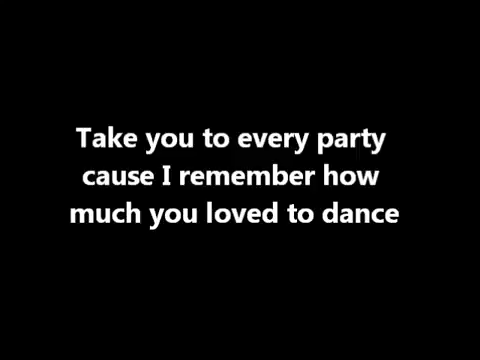 Take you to every party
cause I remember how
much you loved to dance